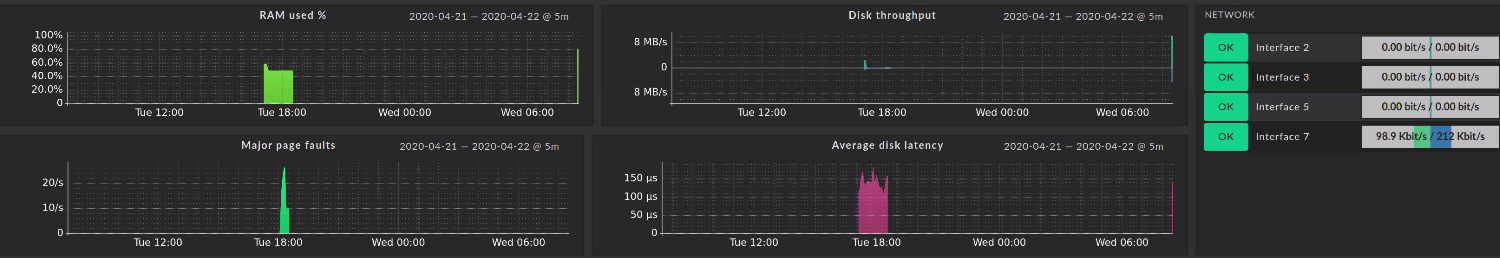 RAM used % 2020-04-21 — 2020-04-22 @ 5m
100%
80.0%
60.0%
40.0%
20.0%
0
Tue 12:00 Tue 18:00 Wed 00:00 Wed 06:00
Disk throughput 2020-04-21 — 2020-04-22 @ 5m
8 MB/s
0
8 MB/s
Tue 12:00 Tue 18:00 Wed 00:00 Wed 06:00
Major page faults 2020-04-21 — 2020-04-22 @ 5m
20/s
10/s
0
Tue 12:00 Tue 18:00 Wed 00:00 Wed 06:00
Average disk latency 2020-04-21 — 2020-04-22 @ 5m
150 µs
100 µs
50 µs
0
Tue 12:00 Tue 18:00 Wed 00:00 Wed 06:00
NETWORK
OK Interface 2 0.00 bit/s / 0.00 bit/s
OK Interface 3 0.00 bit/s / 0.00 bit/s
OK Interface 5 0.00 bit/s / 0.00 bit/s
OK Interface 7 98.9 Kbit/s / 212 Kbit/s